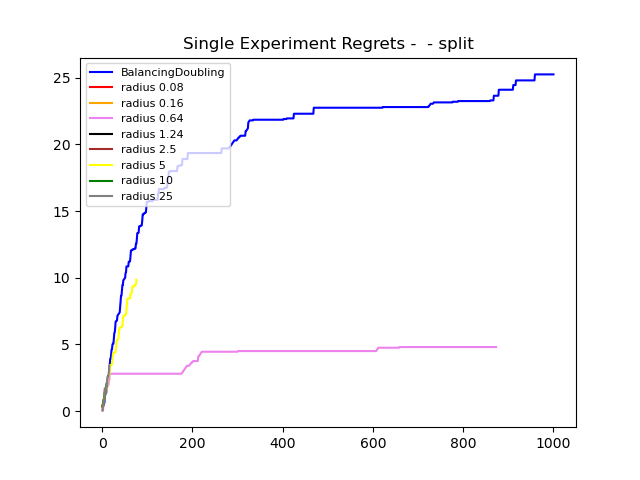 Single Experiment Regrets -  - split
25
20
15
10
5
0
BalancingDoubling
radius 0.08
radius 0.16
radius 0.64
radius 1.24
radius 2.5
radius 5
radius 10
radius 25
0 200 400 600 800 1000